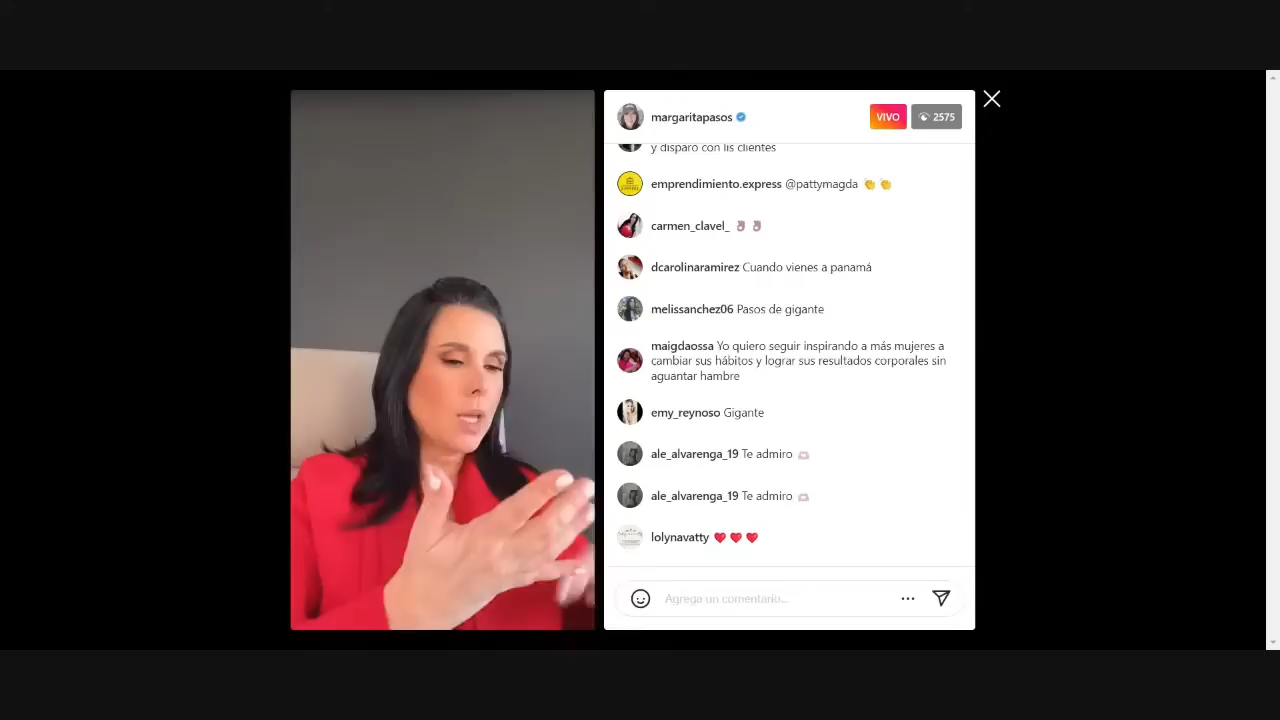 margaritapasos
VIVO
2575
y disparo con lis clientes
emprendimiento.express @pattymagda 👏 👏
carmen_clavel_ 👌🏽 👌🏽
dcarolinaramirez Cuando vienes a panamá
melissanchez06 Pasos de gigante
maigdaossa Yo quiero seguir inspirando a más mujeres a
cambiar sus hábitos y lograr sus resultados corporales sin
aguantar hambre
emy_reynoso Gigante
ale_alvarenga_19 Te admiro 🫶🏻
ale_alvarenga_19 Te admiro 🫶🏻
lolynavatty ❤️ ❤️ ❤️
Agrega un comentario...